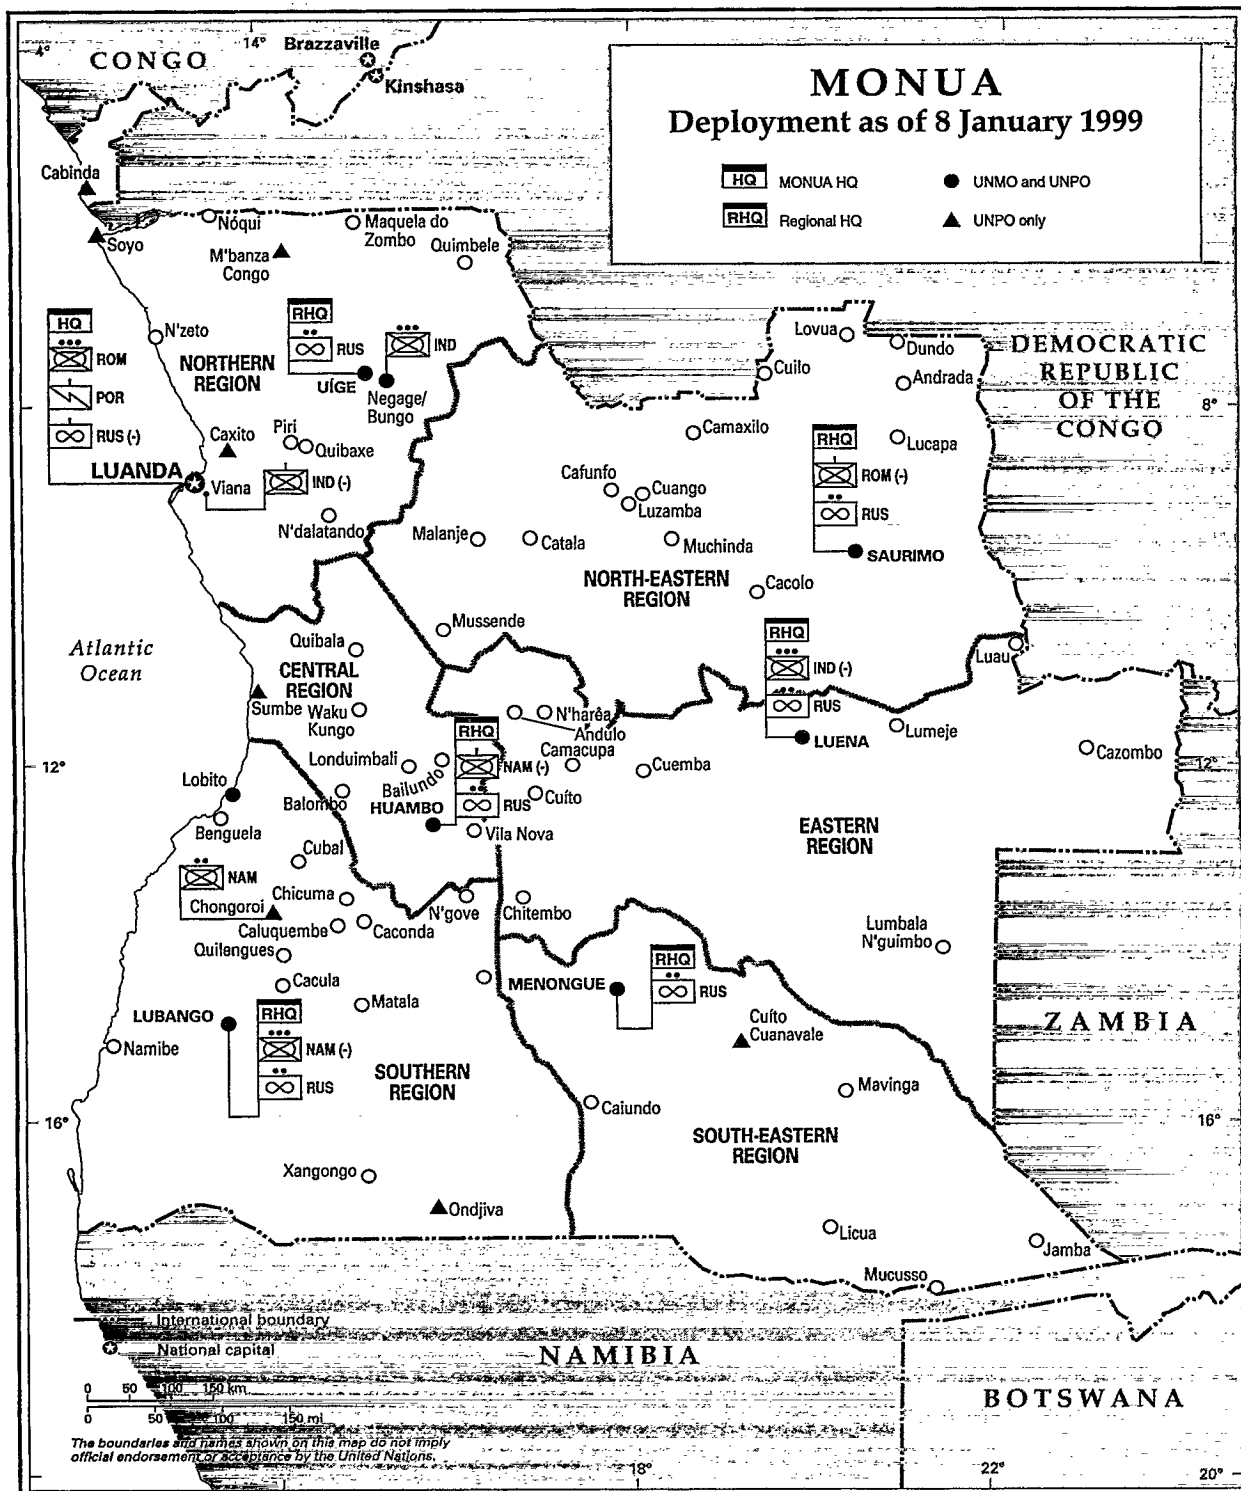 MONUA
Deployment as of 8 January 1999
HQ MONUA HQ
UNMO and UNPO
RHQ Regional HQ
UNPO only
4°
14°
CONGO
Brazzaville
Kinshasa
Cabinda
Soyo
Nóqui
M'banza
Congo
Maquela do
Zombo
Quimbele
HQ
ROM
POR
RUS (-)
N'zeto
NORTHERN
REGION
RHQ
RUS
IND
UÍGE
Negage/
Bungo
Lovua
Dundo
Cuilo
Andrada
DEMOCRATIC
REPUBLIC
OF THE
CONGO
8°
Caxito
Piri
Quibaxe
LUANDA
Viana
IND (-)
N'dalatando
Camaxilo
Lucapa
Cafunfo
Cuango
Luzamba
RHQ
ROM (-)
RUS
SAURIMO
Malanje
Catala
Muchinda
NORTH-EASTERN
REGION
Cacolo
Mussende
Atlantic
Ocean
Quibala
CENTRAL
REGION
Sumbe
Waku
Kungo
RHQ
IND (-)
RUS
LUENA
Luau
Lumeje
Cazombo
12°
N'harêa
Andulo
Camacupa
Cuemba
Londuimbali
Bailundo
RHQ
NAM (-)
RUS
HUAMBO
Cuíto
Vila Nova
Lobito
Balombo
Benguela
12°
EASTERN
REGION
Cubal
NAM
Chongoroi
Chicuma
Caluquembe
Caconda
Quilengues
N'gove
Chitembo
Lumbala
N'guimbo
Cacula
Matala
LUBANGO
RHQ
NAM (-)
RUS
Namibe
MENONGUE
RHQ
RUS
Cuíto
Cuanavale
ZAMBIA
SOUTHERN
REGION
Mavinga
Caiundo
16°
16°
SOUTH-EASTERN
REGION
Xangongo
Ondjiva
Licua
Jamba
Mucusso
International boundary
National capital
0 50 100 150 km
0 50 100 150 mi
The boundaries and names shown on this map do not imply
official endorsement or acceptance by the United Nations.
NAMIBIA
BOTSWANA
18°
22°
20°